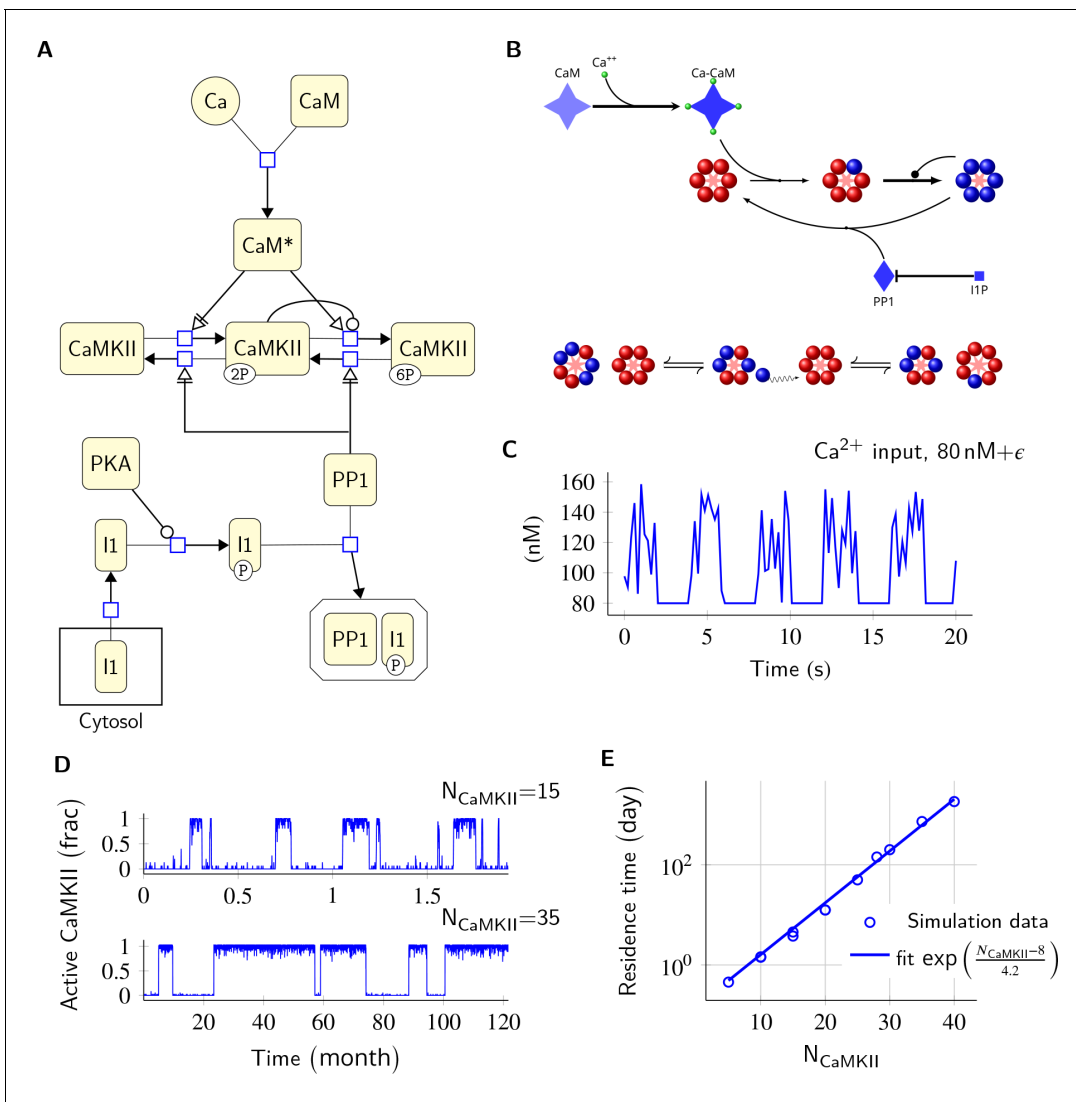 A
Ca
CaM
CaM*
CaMKII
CaMKII
2P
CaMKII
6P
PKA
PP1
I1
I1
P
I1
Cytosol
PP1
I1
P
B
CaM
Ca++
Ca-CaM
PP1
I1P
C
Ca2+ input, 80 nM+ϵ
(nM)
160
140
120
100
80
0 5 10 15 20
Time (s)
D
Active CaMKII (frac)
NCaMKII=15
1
0.5
0
0 0.5 1 1.5
NCaMKII=35
1
0.5
0
20 40 60 80 100 120
Time (month)
E
Residence time (day)
10²
10⁰
Simulation data
fit exp (NCaMKII−8 / 4.2)
10 20 30 40
NCaMKII